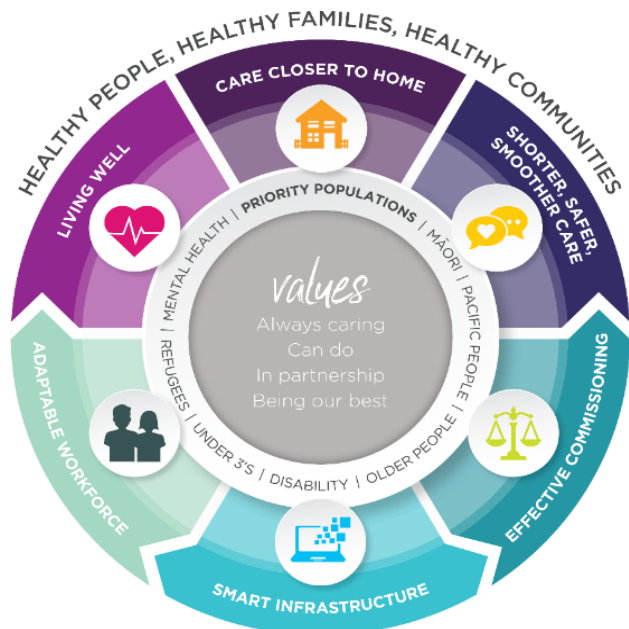 HEALTHY PEOPLE, HEALTHY FAMILIES, HEALTHY COMMUNITIES
CARE CLOSER TO HOME
SHORTER, SAFER,
SMOOTHER CARE
EFFECTIVE COMMISSIONING
SMART INFRASTRUCTURE
ADAPTABLE WORKFORCE
LIVING WELL
PRIORITY POPULATIONS | MĀORI | PACIFIC PEOPLE | OLDER PEOPLE | DISABILITY | UNDER 3'S | REFUGEES | MENTAL HEALTH |
values
Always caring
Can do
In partnership
Being our best